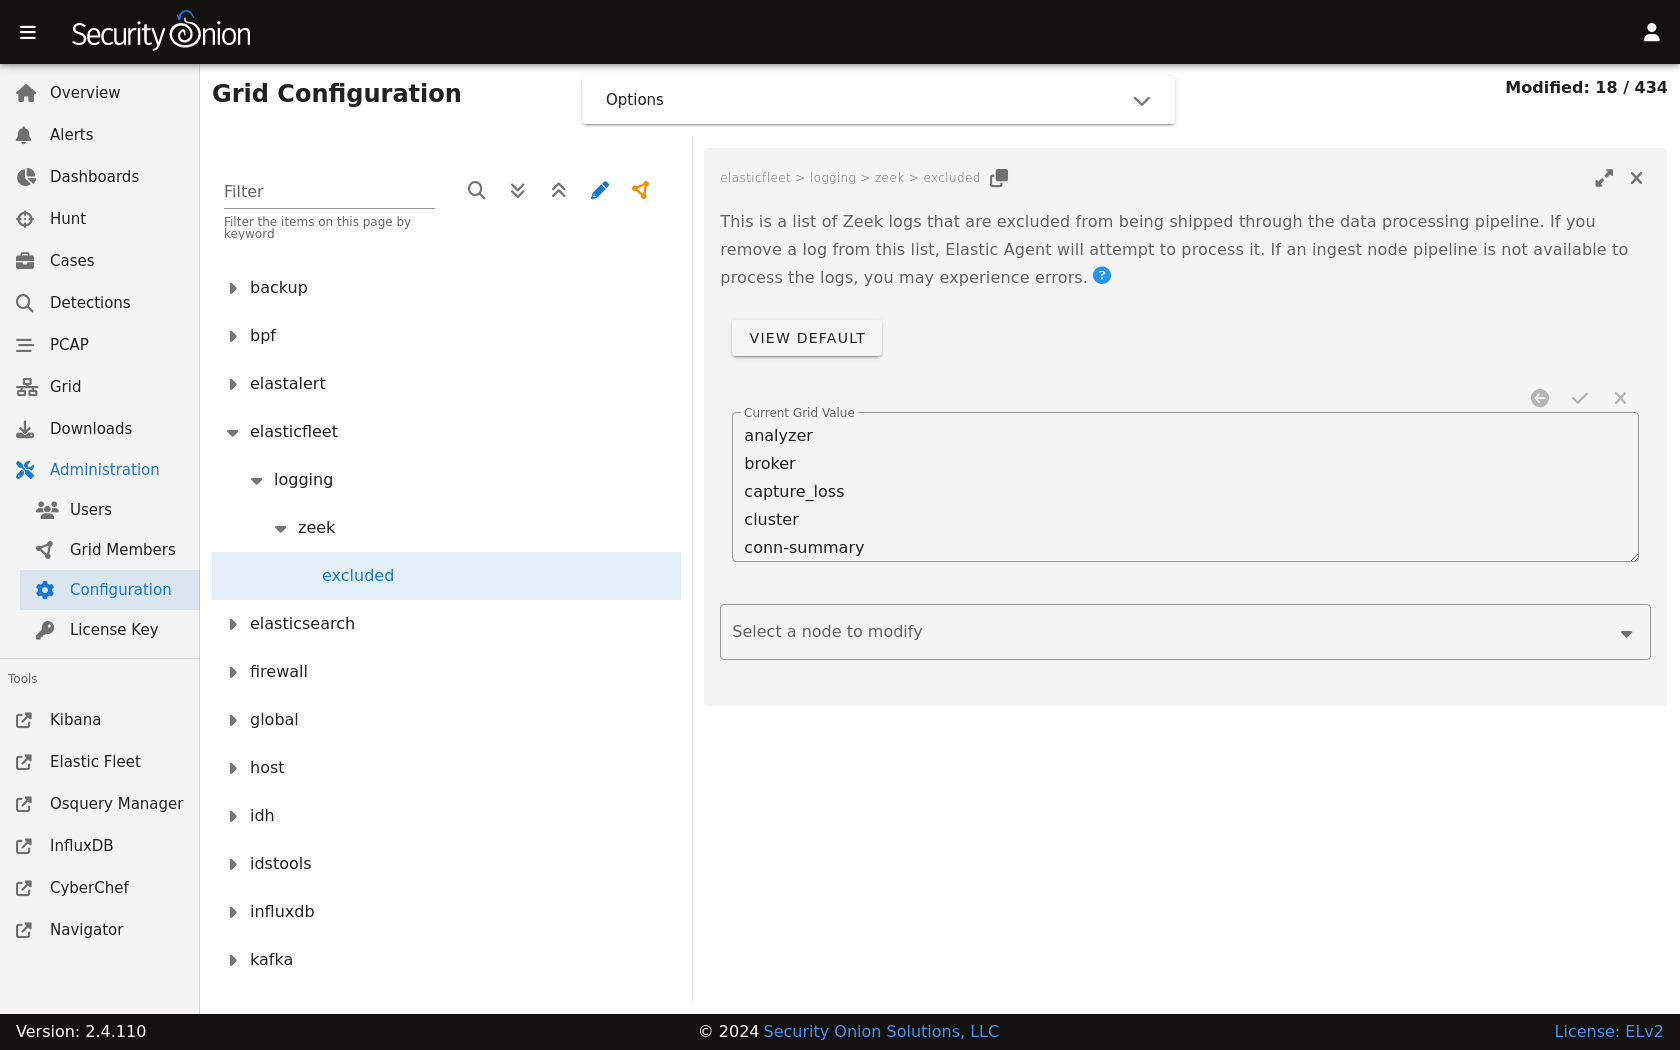 Security Onion
Overview
Alerts
Dashboards
Hunt
Cases
Detections
PCAP
Grid
Downloads
Administration
Users
Grid Members
Configuration
License Key
Tools
Kibana
Elastic Fleet
Osquery Manager
InfluxDB
CyberChef
Navigator
Grid Configuration
Options
Modified: 18 / 434
Filter
Filter the items on this page by
keyword
backup
bpf
elastalert
elasticfleet
logging
zeek
excluded
elasticsearch
firewall
global
host
idh
idstools
influxdb
kafka
elasticfleet > logging > zeek > excluded
This is a list of Zeek logs that are excluded from being shipped through the data processing pipeline. If you
remove a log from this list, Elastic Agent will attempt to process it. If an ingest node pipeline is not available to
process the logs, you may experience errors. ?
VIEW DEFAULT
Current Grid Value
analyzer
broker
capture_loss
cluster
conn-summary
Select a node to modify
Version: 2.4.110
© 2024 Security Onion Solutions, LLC
License: ELv2